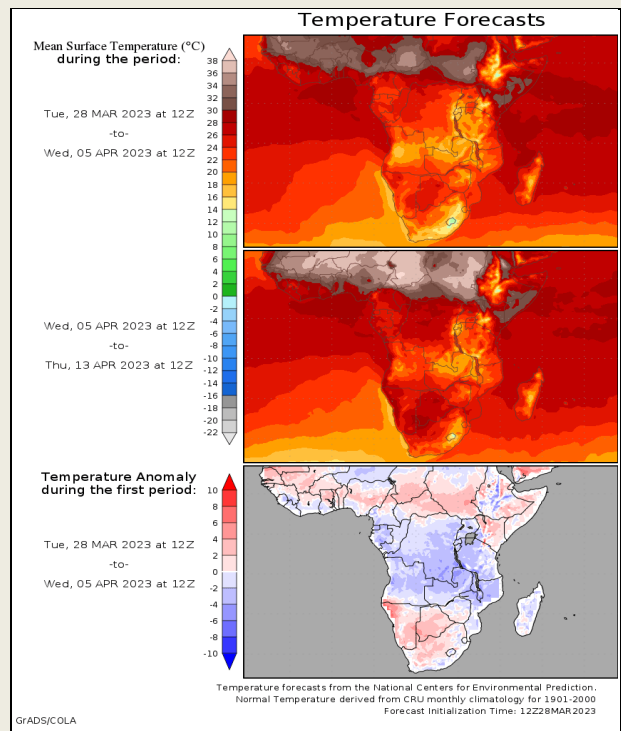 Temperature Forecasts
Mean Surface Temperature (°C)
during the period:
38
36
34
32
30
28
26
24
22
20
18
16
14
12
10
8
6
4
2
0
-2
-4
-6
-8
-10
-12
-14
-16
-18
-20
-22
Tue, 28 MAR 2023 at 12Z
-to-
Wed, 05 APR 2023 at 12Z
Wed, 05 APR 2023 at 12Z
-to-
Thu, 13 APR 2023 at 12Z
Temperature Anomaly
during the first period:
10
8
6
4
2
0
-2
-4
-6
-8
-10
Tue, 28 MAR 2023 at 12Z
-to-
Wed, 05 APR 2023 at 12Z
Temperature forecasts from the National Centers for Environmental Prediction.
Normal Temperature derived from CRU monthly climatology for 1901-2000
Forecast Initialization Time: 12Z28MAR2023
GrADS/COLA